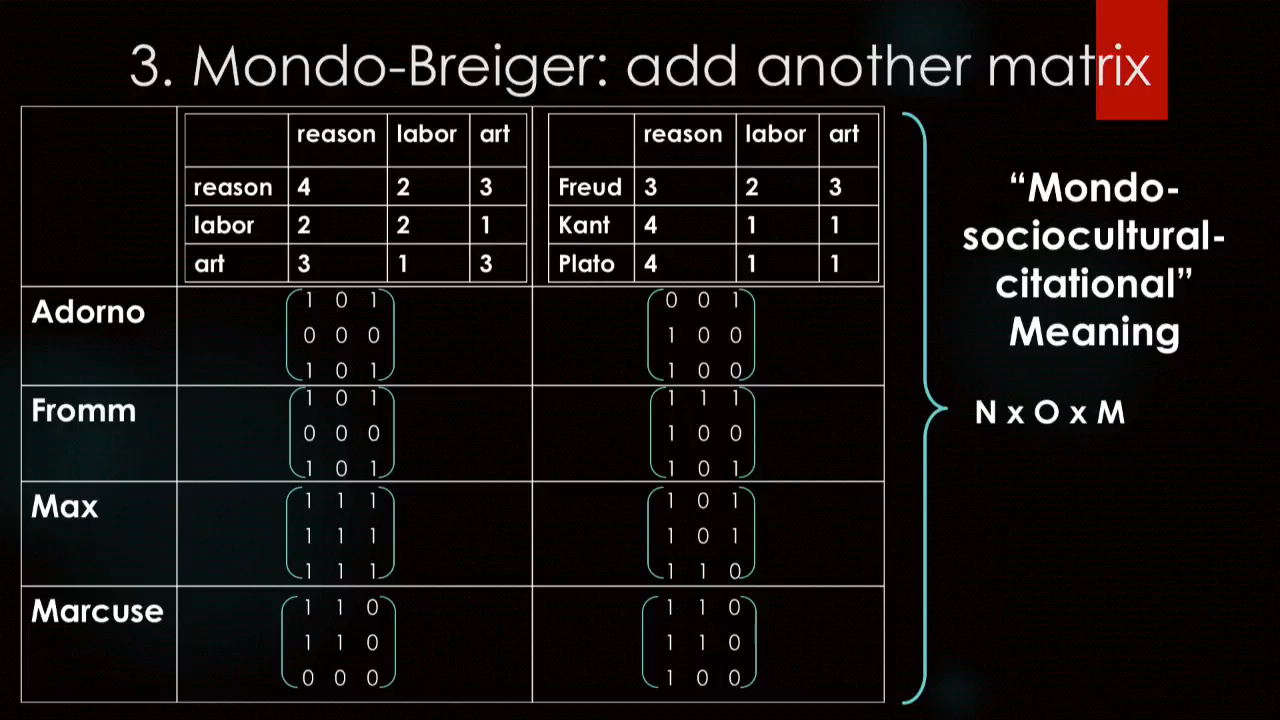 3. Mondo-Breiger: add another matrix
reason labor art
reason 4 2 3
labor 2 2 1
art 3 1 3
reason labor art
Freud 3 2 3
Kant 4 1 1
Plato 4 1 1
Adorno
1 0 1
0 0 0
1 0 1
0 0 1
1 0 0
1 0 0
Fromm
1 0 1
0 0 0
1 0 1
1 1 1
1 0 0
1 0 1
Max
1 1 1
1 1 1
1 1 1
1 0 1
1 0 1
1 1 0
Marcuse
1 1 0
1 1 0
0 0 0
1 1 0
1 1 0
1 0 0
“Mondo-
sociocultural-
citational”
Meaning
N x O x M